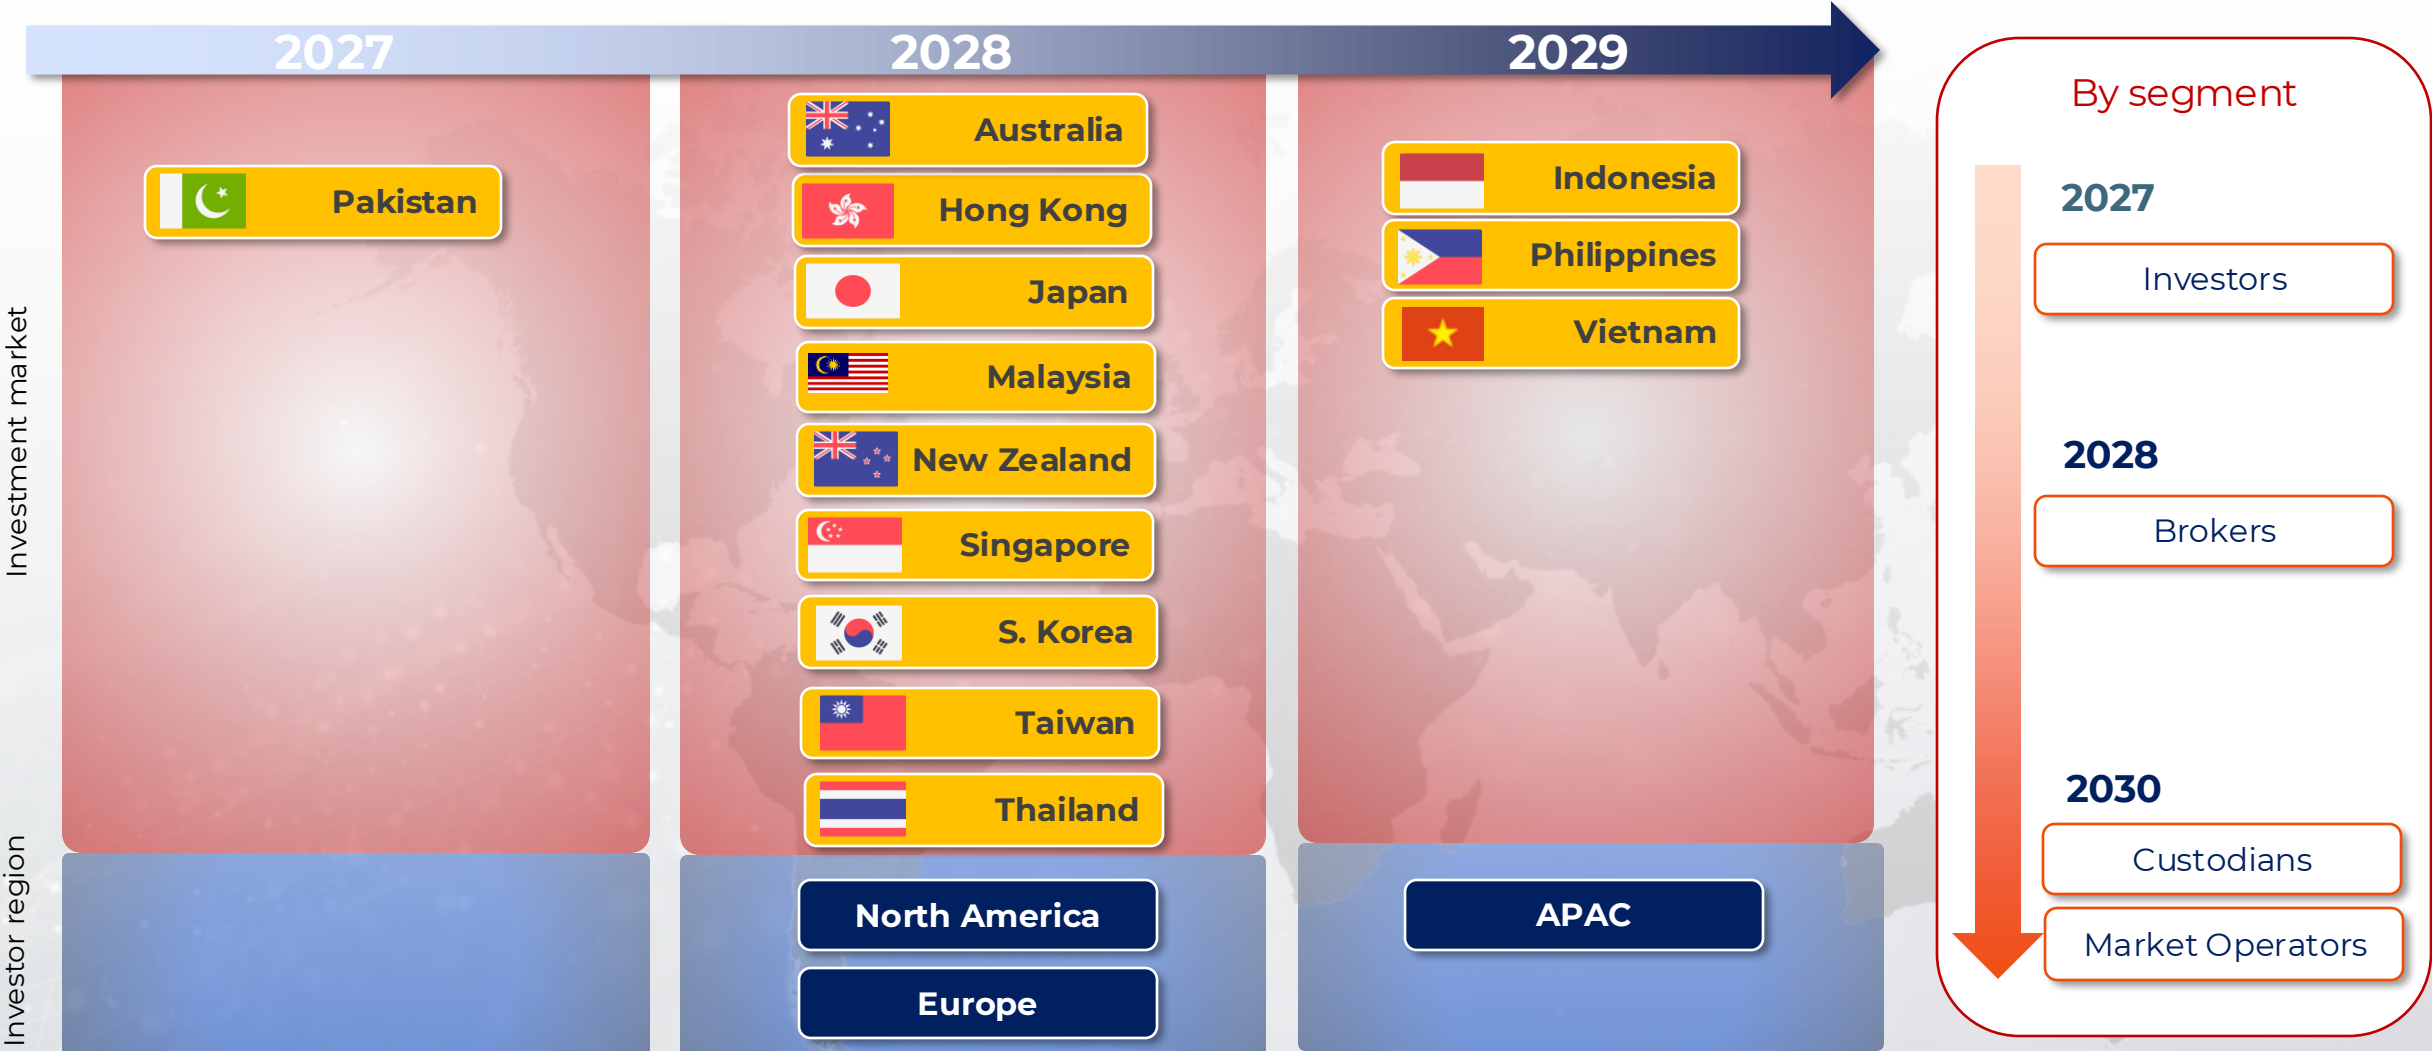 2027
2028
2029
Investment market
Pakistan
Australia
Hong Kong
Japan
Malaysia
New Zealand
Singapore
S. Korea
Taiwan
Thailand
Indonesia
Philippines
Vietnam
Investor region
North America
Europe
APAC
By segment
2027
Investors
2028
Brokers
2030
Custodians
Market Operators